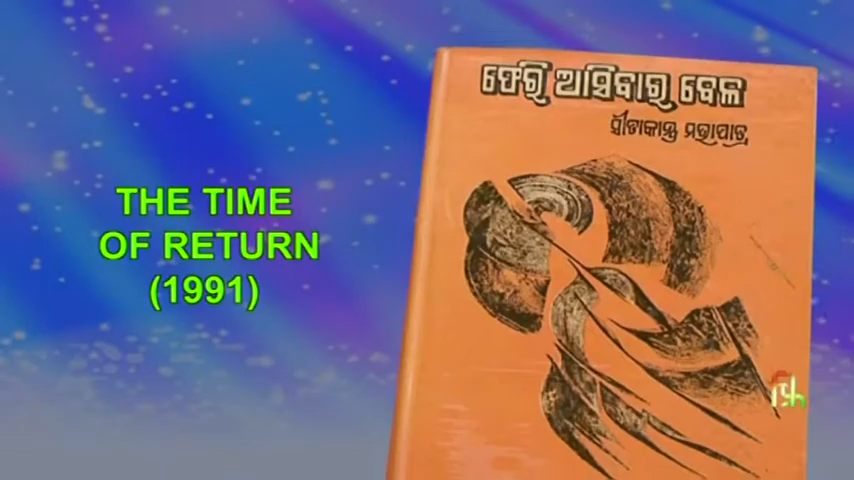 THE TIME
OF RETURN
(1991)
ଫେରି ଆସିବାର ବେଳ
ସୀତାକାନ୍ତ ମହାପାତ୍ର